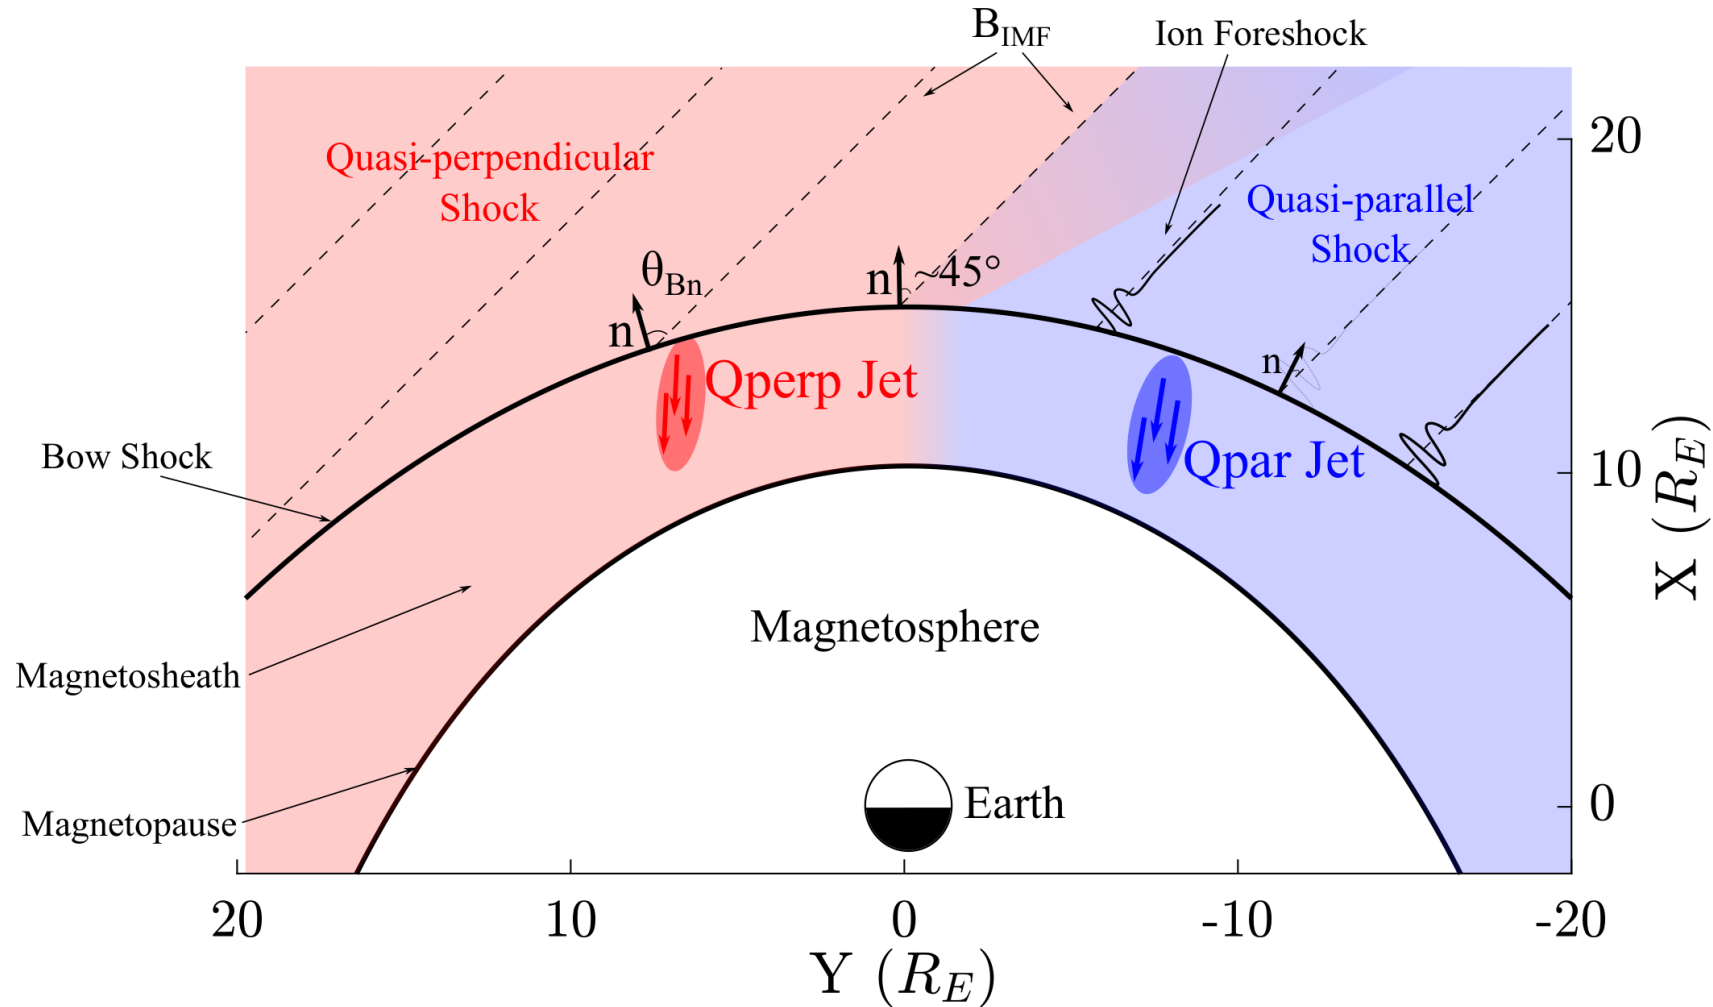 B_IMF
Ion Foreshock
20
Quasi-perpendicular
Shock
Quasi-parallel
Shock
θ_Bn
n
n
~45°
n
Qperp Jet
Qpar Jet
Bow Shock
10
X (R_E)
Magnetosphere
Magnetosheath
Magnetopause
Earth
0
20
10
0
-10
-20
Y (R_E)